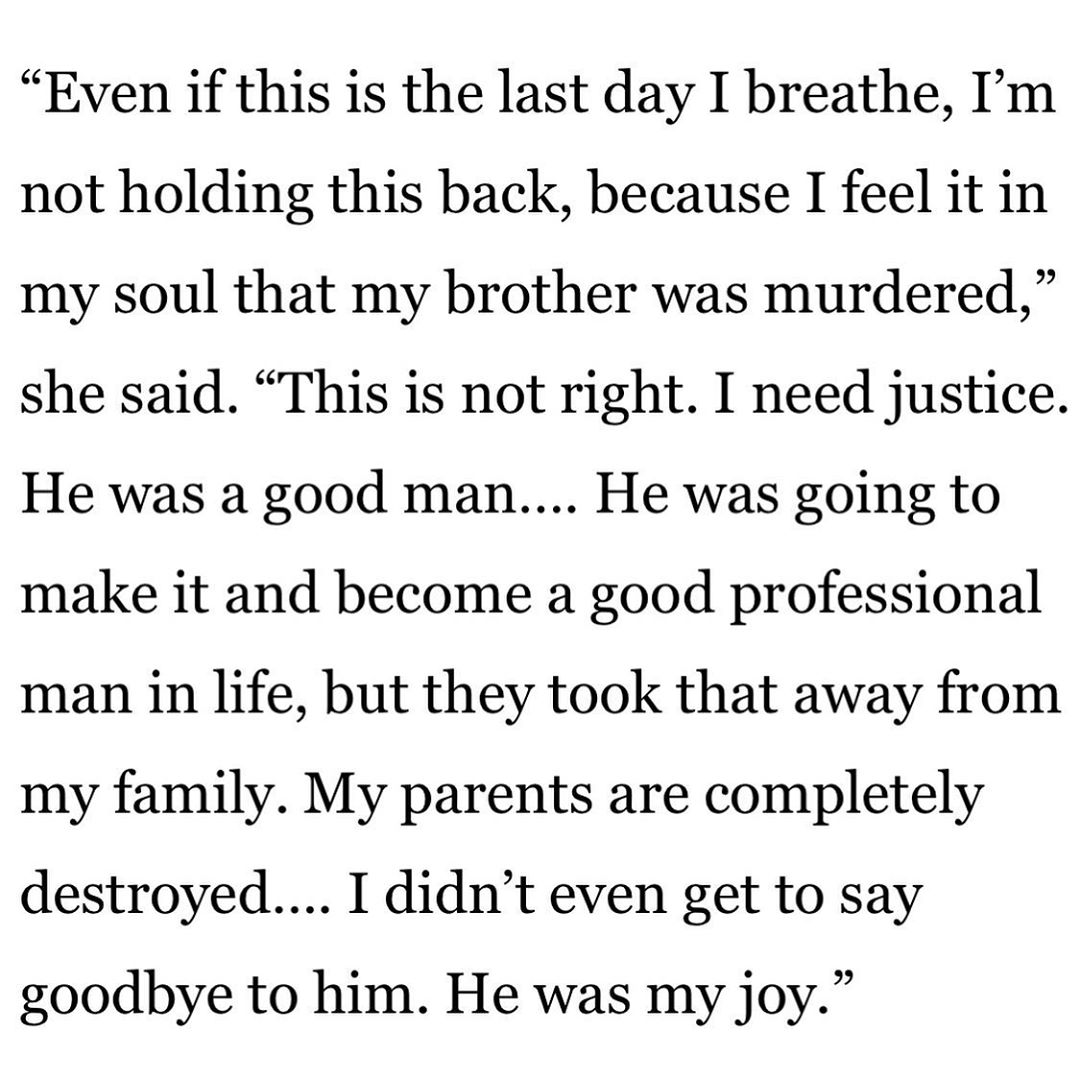 “Even if this is the last day I breathe, I’m
not holding this back, because I feel it in
my soul that my brother was murdered,”
she said. “This is not right. I need justice.
He was a good man.... He was going to
make it and become a good professional
man in life, but they took that away from
my family. My parents are completely
destroyed.... I didn’t even get to say
goodbye to him. He was my joy.”